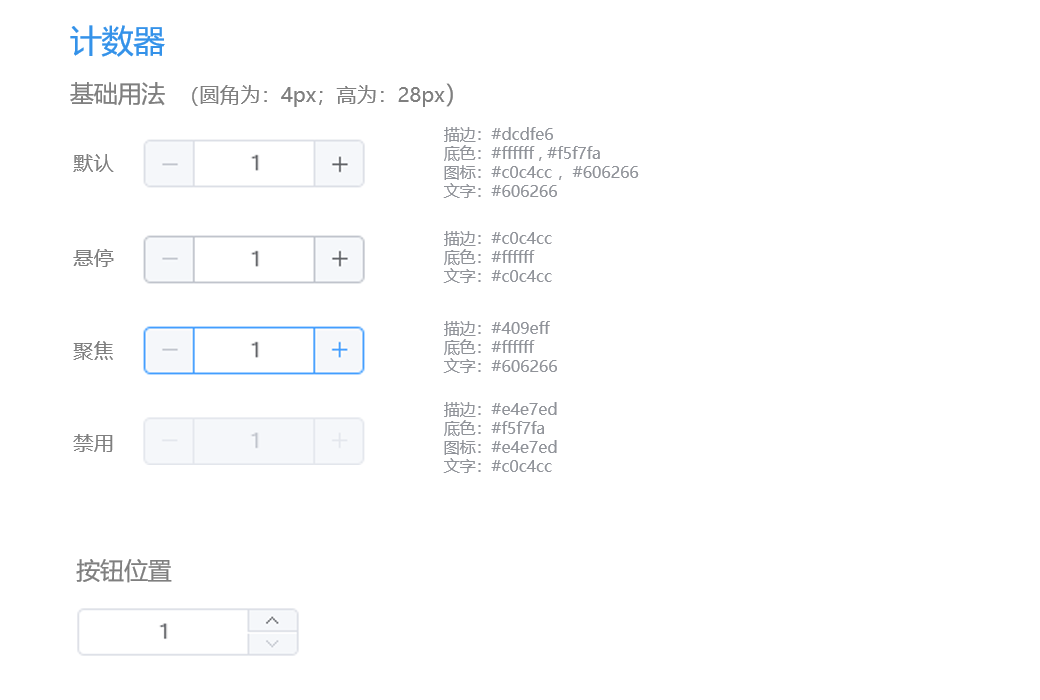 计数器
基础用法 (圆角为：4px；高为：28px)
默认 — 1 +
描边：#dcdfe6
底色：#ffffff , #f5f7fa
图标：#c0c4cc ，#606266
文字：#606266
悬停 — 1 +
描边：#c0c4cc
底色：#ffffff
文字：#c0c4cc
聚焦 — 1 +
描边：#409eff
底色：#ffffff
文字：#606266
禁用 — 1 +
描边：#e4e7ed
底色：#f5f7fa
图标：#e4e7ed
文字：#c0c4cc
按钮位置
1